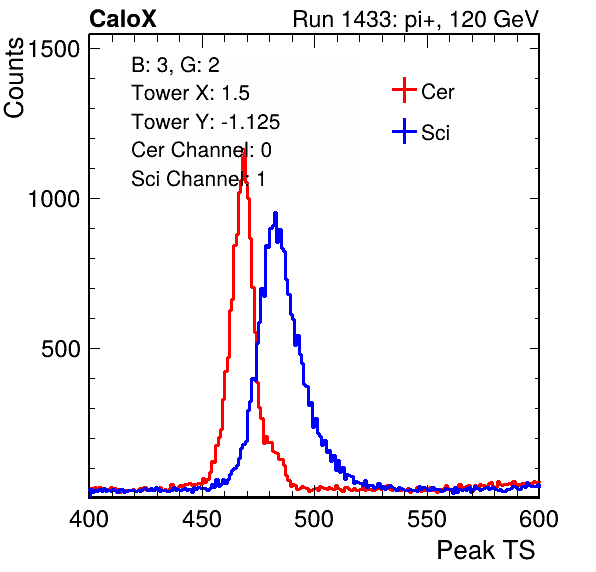 CaloX Run 1433: pi+, 120 GeV
Counts
1500
1000
500
B: 3, G: 2
Tower X: 1.5
Tower Y: -1.125
Cer Channel: 0
Sci Channel: 1
Cer
Sci
400 450 500 550 600
Peak TS